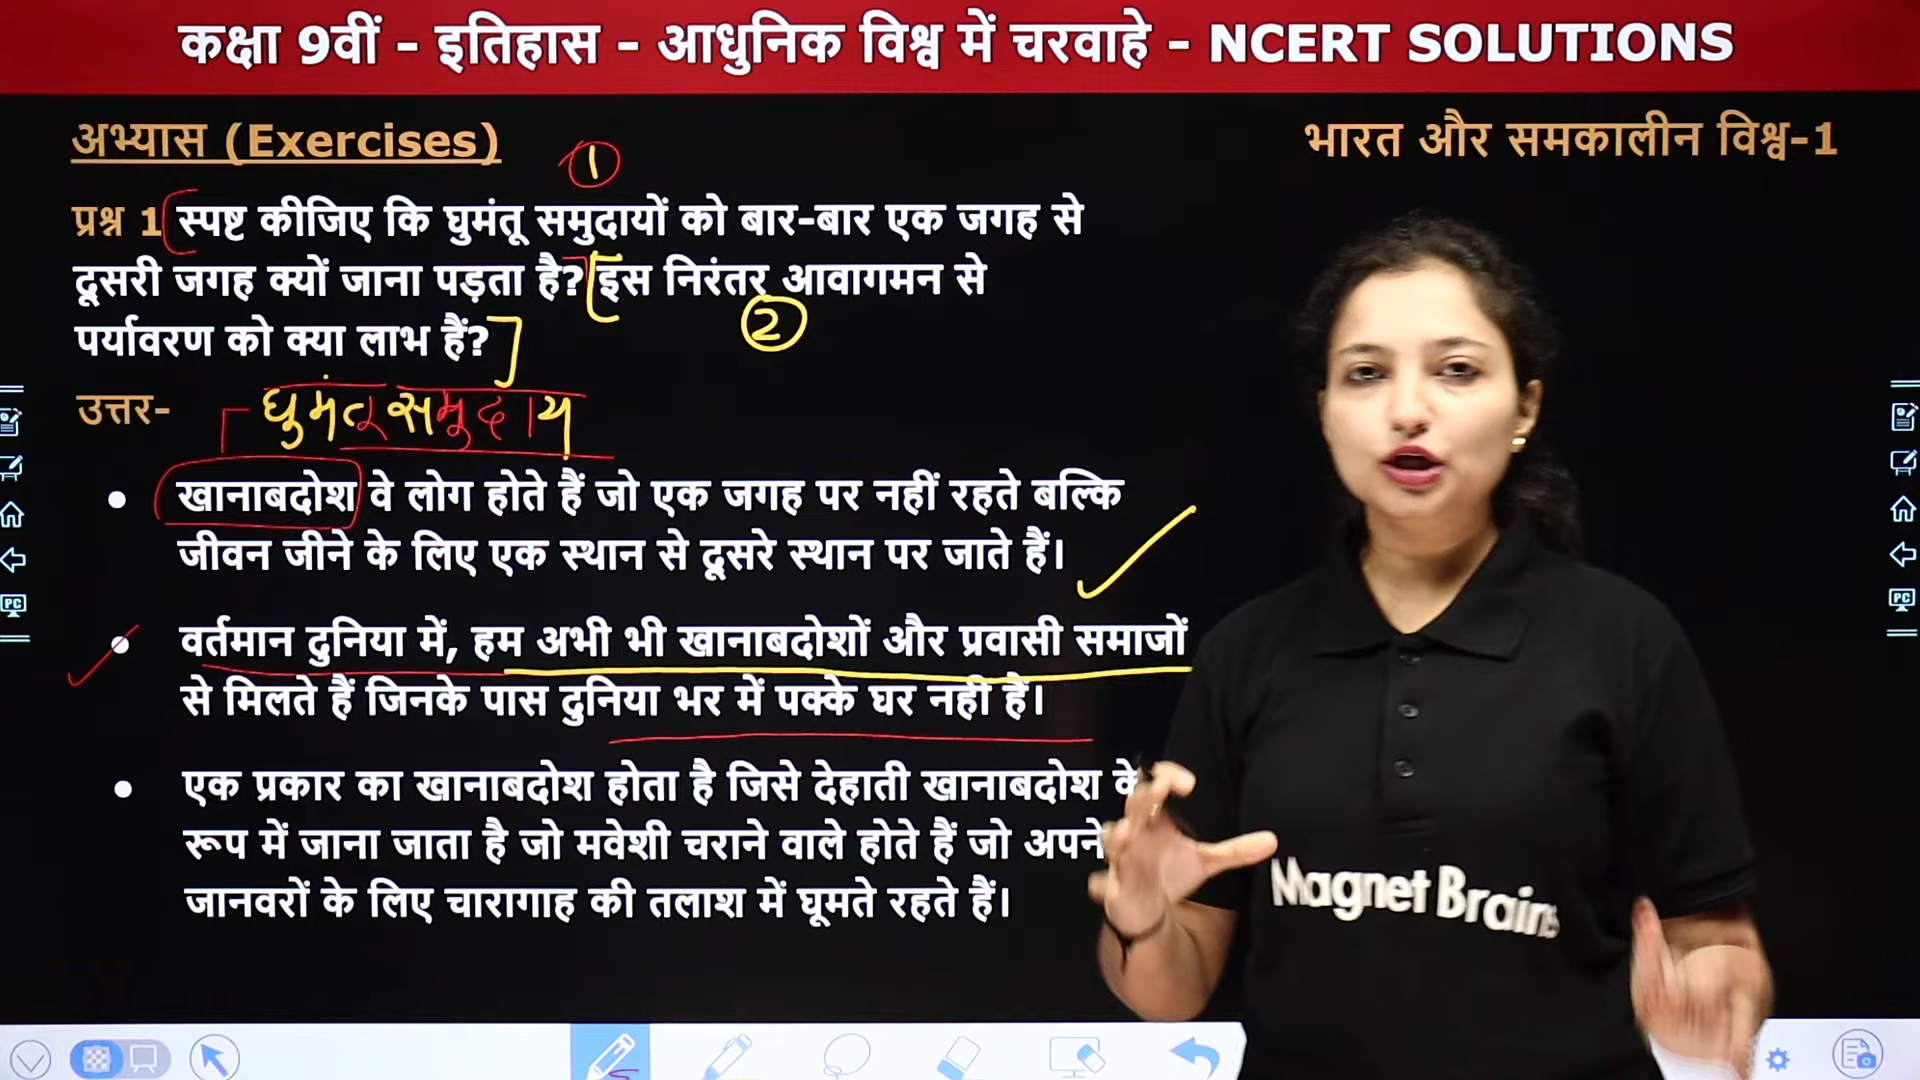 कक्षा 9वीं - इतिहास - आधुनिक विश्व में चरवाहे - NCERT SOLUTIONS
अभ्यास (Exercises)
भारत और समकालीन विश्व-1
1
प्रश्न 1 स्पष्ट कीजिए कि घुमंतू समुदायों को बार-बार एक जगह से
दूसरी जगह क्यों जाना पड़ता है? इस निरंतर आवागमन से
2
पर्यावरण को क्या लाभ हैं?
उत्तर- घुमंतू समुदाय
• खानाबदोश वे लोग होते हैं जो एक जगह पर नहीं रहते बल्कि
जीवन जीने के लिए एक स्थान से दूसरे स्थान पर जाते हैं।
• वर्तमान दुनिया में, हम अभी भी खानाबदोशों और प्रवासी समाजों
से मिलते हैं जिनके पास दुनिया भर में पक्के घर नहीं हैं।
• एक प्रकार का खानाबदोश होता है जिसे देहाती खानाबदोश के
रूप में जाना जाता है जो मवेशी चराने वाले होते हैं जो अपने
जानवरों के लिए चारागाह की तलाश में घूमते रहते हैं।
Magnet Brains
PC
PC